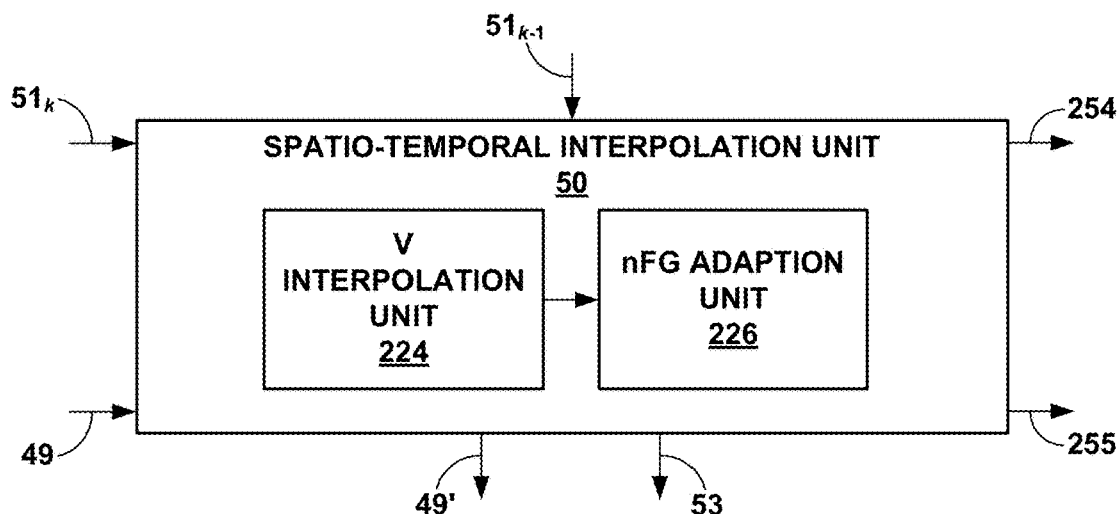 51k-1
51k
254
SPATIO-TEMPORAL INTERPOLATION UNIT
50
V
INTERPOLATION
UNIT
224
nFG ADAPTION
UNIT
226
49
255
49'
53